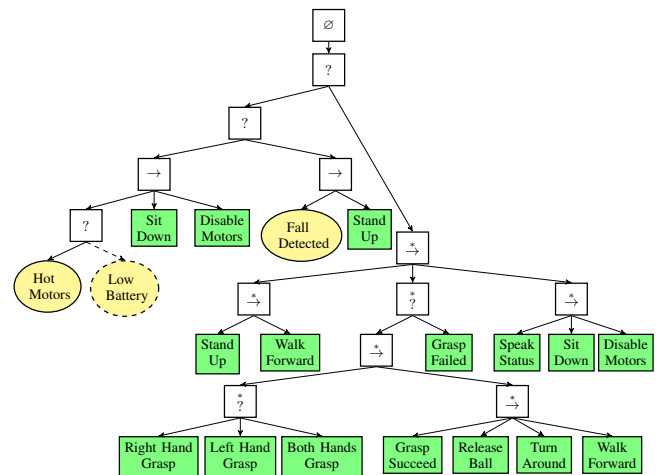 ∅
?
?
→ →
? Sit Disable Fall Stand
Down Motors Detected Up
Hot Low
Motors Battery
*→
*→ *? *→
Stand Walk *→ Grasp Speak Sit Disable
Up Forward Failed Status Down Motors
*? *→
Right Hand Left Hand Both Hands Grasp Release Turn Walk
Grasp Grasp Grasp Succeed Ball Around Forward